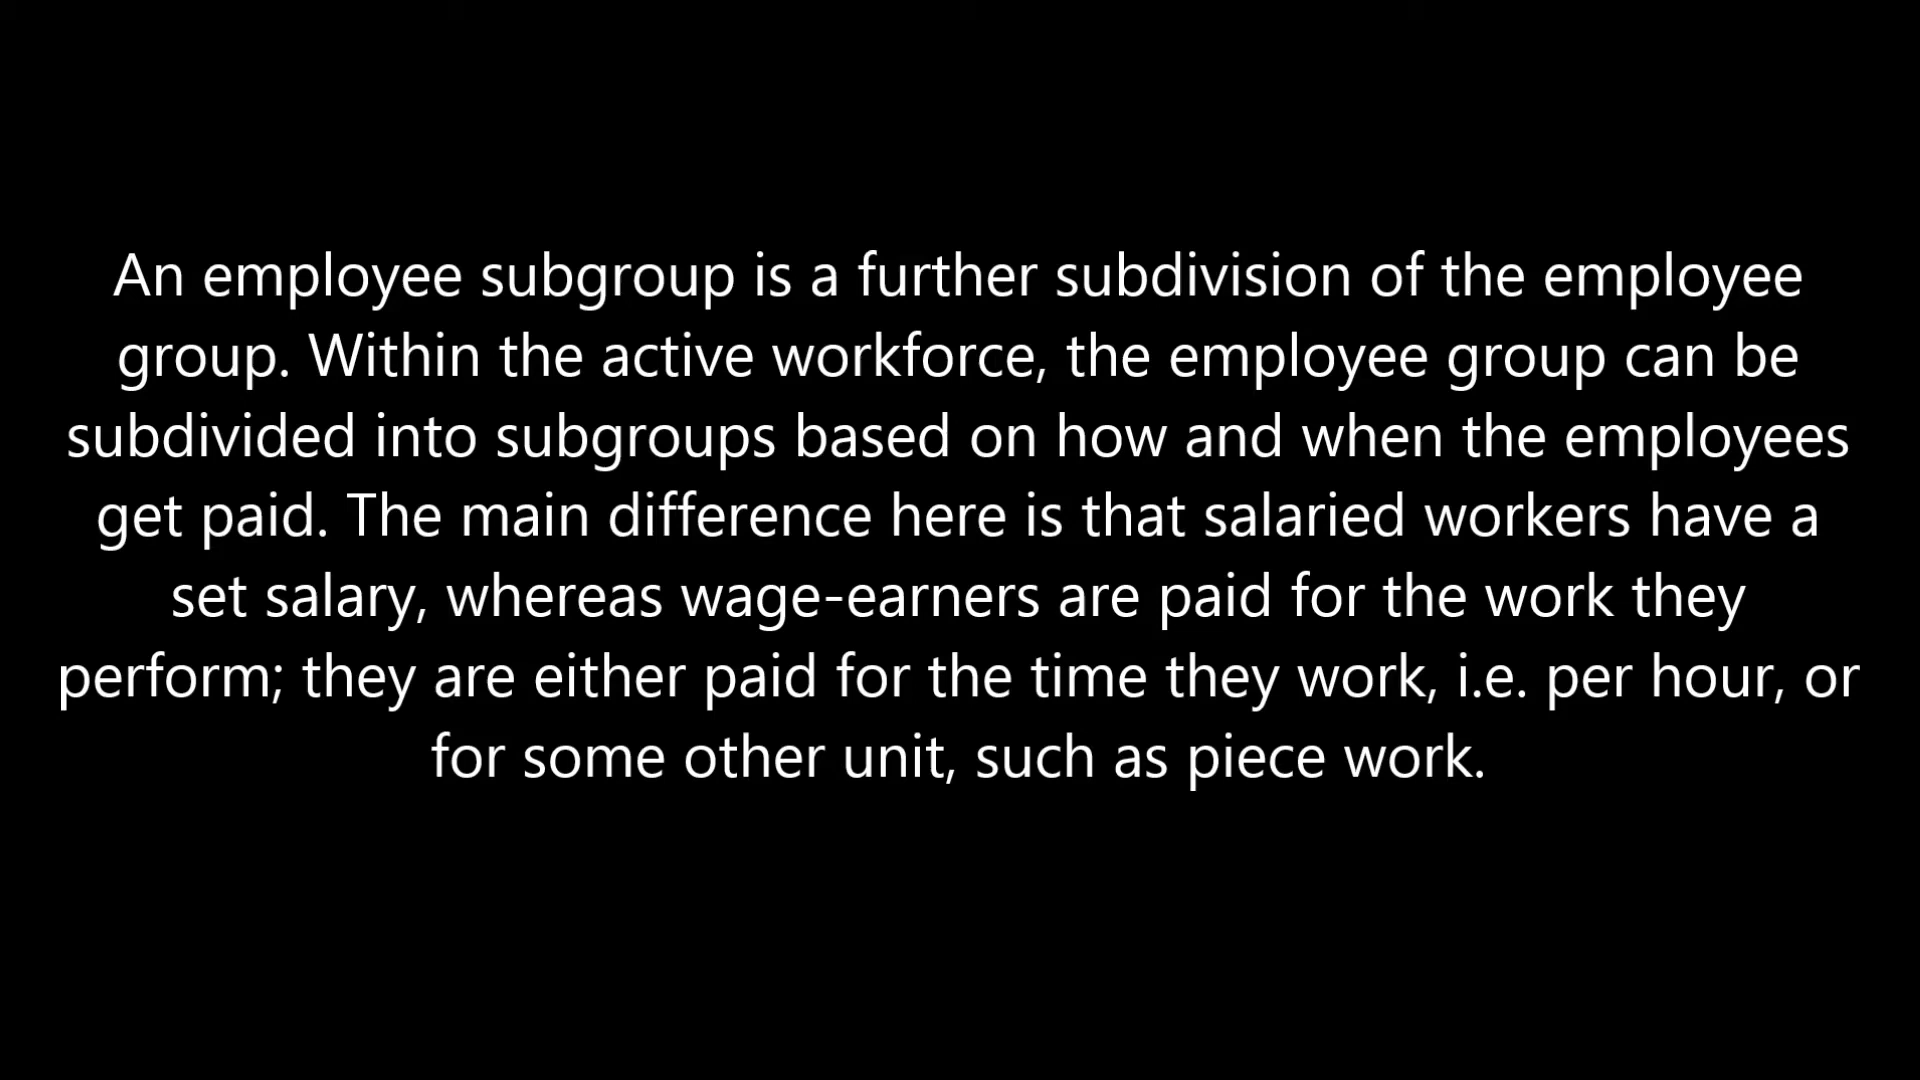 An employee subgroup is a further subdivision of the employee
group. Within the active workforce, the employee group can be
subdivided into subgroups based on how and when the employees
get paid. The main difference here is that salaried workers have a
set salary, whereas wage-earners are paid for the work they
perform; they are either paid for the time they work, i.e. per hour, or
for some other unit, such as piece work.